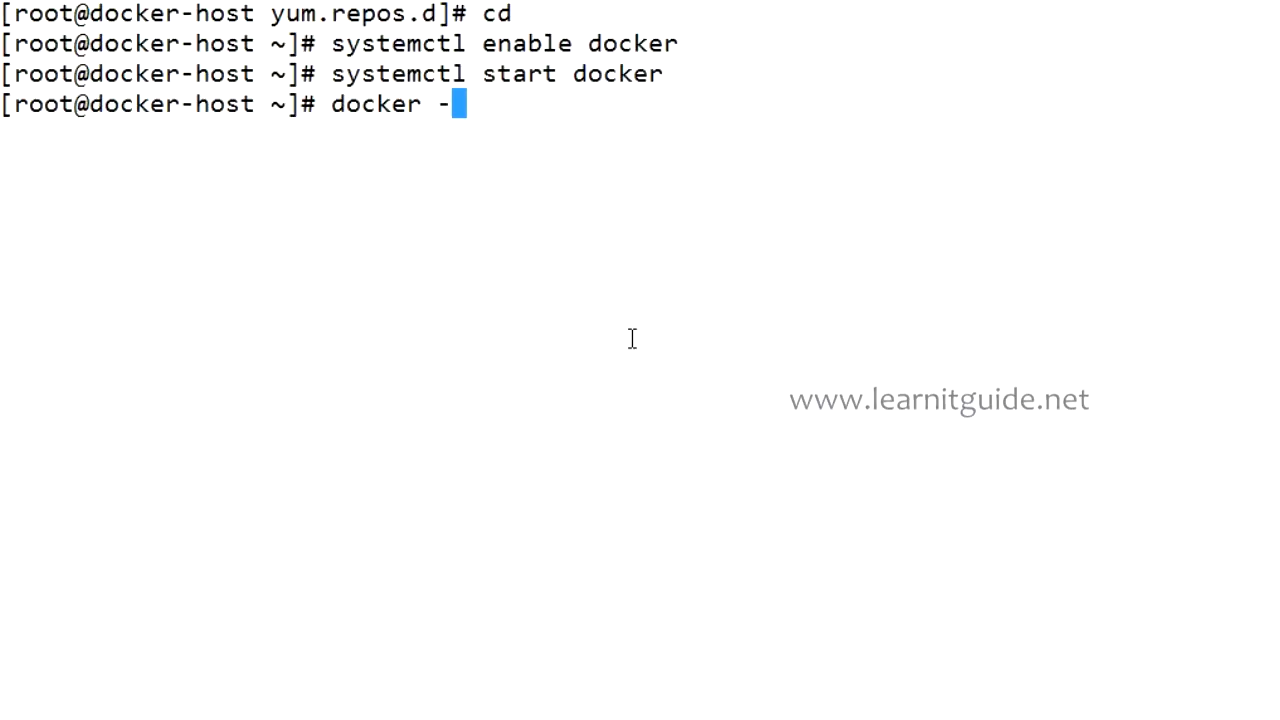 [root@docker-host yum.repos.d]# cd
[root@docker-host ~]# systemctl enable docker
[root@docker-host ~]# systemctl start docker
[root@docker-host ~]# docker -
www.learnitguide.net